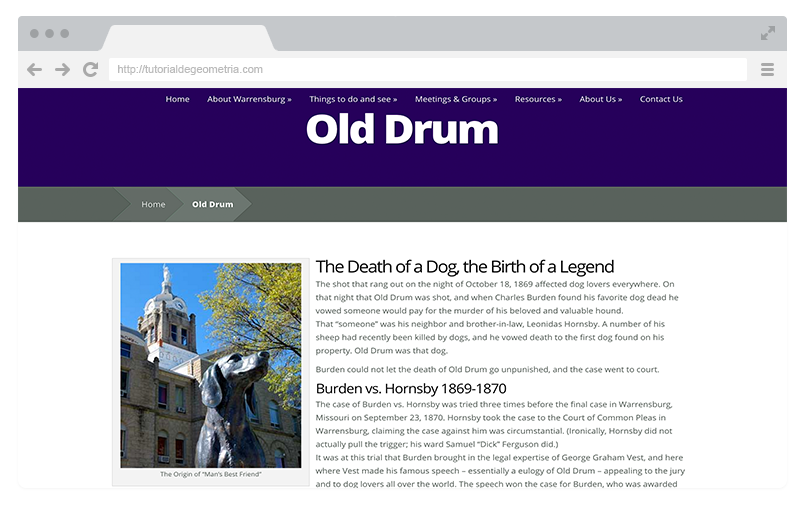 http://tutorialdegeometria.com
Home About Warrensburg » Things to do and see » Meetings & Groups » Resources » About Us » Contact Us
Old Drum
Home Old Drum
The Death of a Dog, the Birth of a Legend
The shot that rang out on the night of October 18, 1869 affected dog lovers everywhere. On
that night that Old Drum was shot, and when Charles Burden found his favorite dog dead he
vowed someone would pay for the murder of his beloved and valuable hound.
That “someone” was his neighbor and brother-in-law, Leonidas Hornsby. A number of his
sheep had recently been killed by dogs, and he vowed death to the first dog found on his
property. Old Drum was that dog.
Burden could not let the death of Old Drum go unpunished, and the case went to court.
Burden vs. Hornsby 1869-1870
The case of Burden vs. Hornsby was tried three times before the final case in Warrensburg,
Missouri on September 23, 1870. Hornsby took the case to the Court of Common Pleas in
Warrensburg, claiming the case against him was circumstantial. (Ironically, Hornsby did not
actually pull the trigger; his ward Samuel “Dick” Ferguson did.)
It was at this trial that Burden brought in the legal expertise of George Graham Vest, and here
where Vest made his famous speech – essentially a eulogy of Old Drum – appealing to the jury
and to dog lovers all over the world. The speech won the case for Burden, who was awarded
The Origin of “Man's Best Friend”